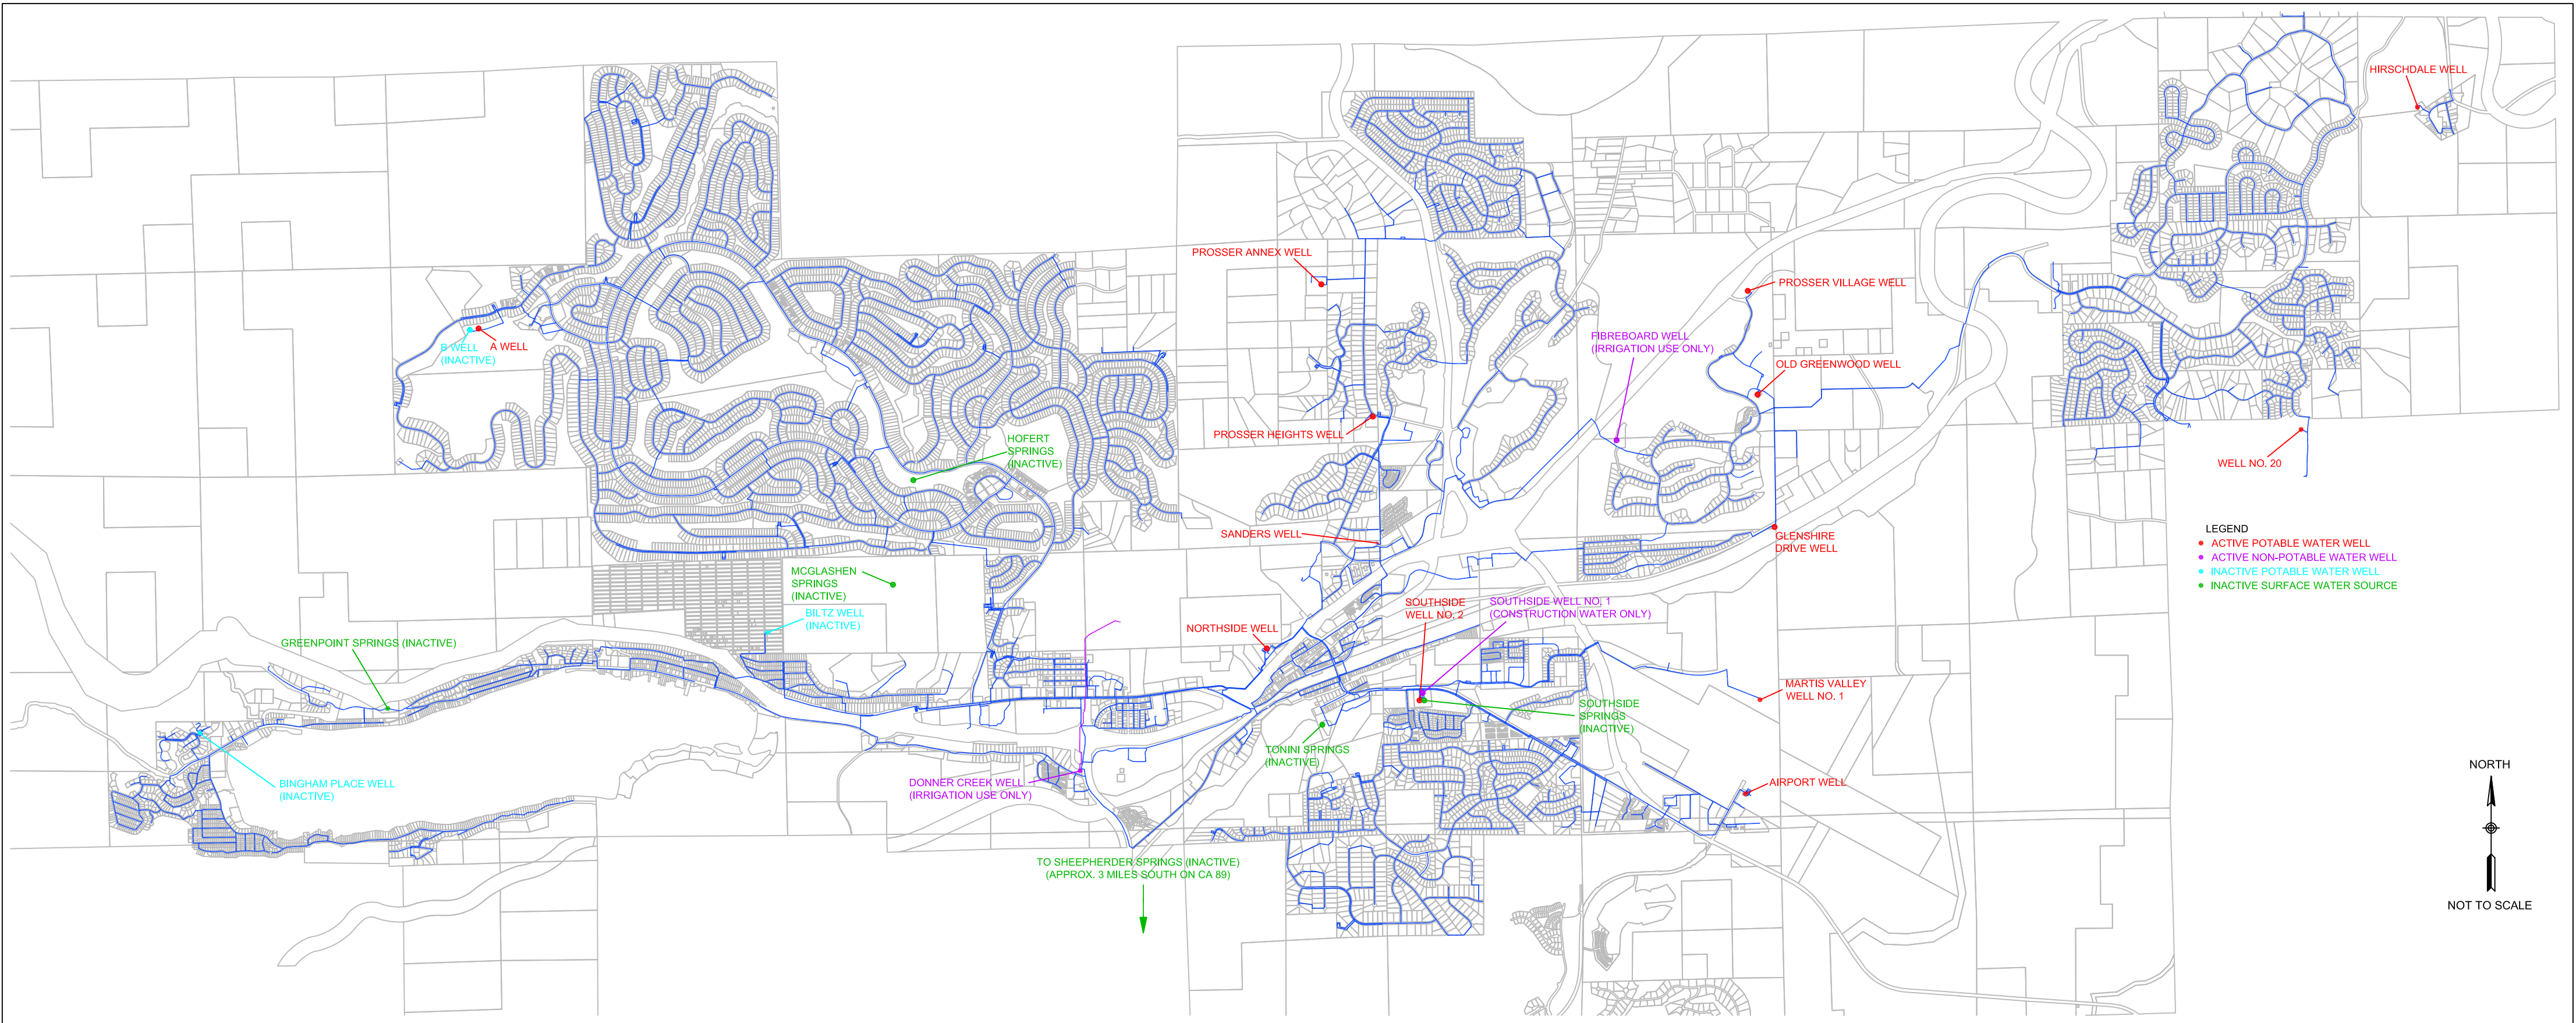 HIRSCHDALE WELL
PROSSER ANNEX WELL
PROSSER VILLAGE WELL
B WELL
(INACTIVE)
A WELL
FIBREBOARD WELL
(IRRIGATION USE ONLY)
OLD GREENWOOD WELL
PROSSER HEIGHTS WELL
HOFERT
SPRINGS
(INACTIVE)
WELL NO. 20
SANDERS WELL
GLENSHIRE
DRIVE WELL
LEGEND
ACTIVE POTABLE WATER WELL
ACTIVE NON-POTABLE WATER WELL
INACTIVE POTABLE WATER WELL
INACTIVE SURFACE WATER SOURCE
MCGLASHEN
SPRINGS
(INACTIVE)
BILTZ WELL
(INACTIVE)
SOUTHSIDE
WELL NO. 2
SOUTHSIDE WELL NO. 1
(CONSTRUCTION WATER ONLY)
NORTHSIDE WELL
GREENPOINT SPRINGS (INACTIVE)
MARTIS VALLEY
WELL NO. 1
SOUTHSIDE
SPRINGS
(INACTIVE)
TONINI SPRINGS
(INACTIVE)
BINGHAM PLACE WELL
(INACTIVE)
DONNER CREEK WELL
(IRRIGATION USE ONLY)
AIRPORT WELL
NORTH
NOT TO SCALE
TO SHEEPHERDER SPRINGS (INACTIVE)
(APPROX. 3 MILES SOUTH ON CA 89)